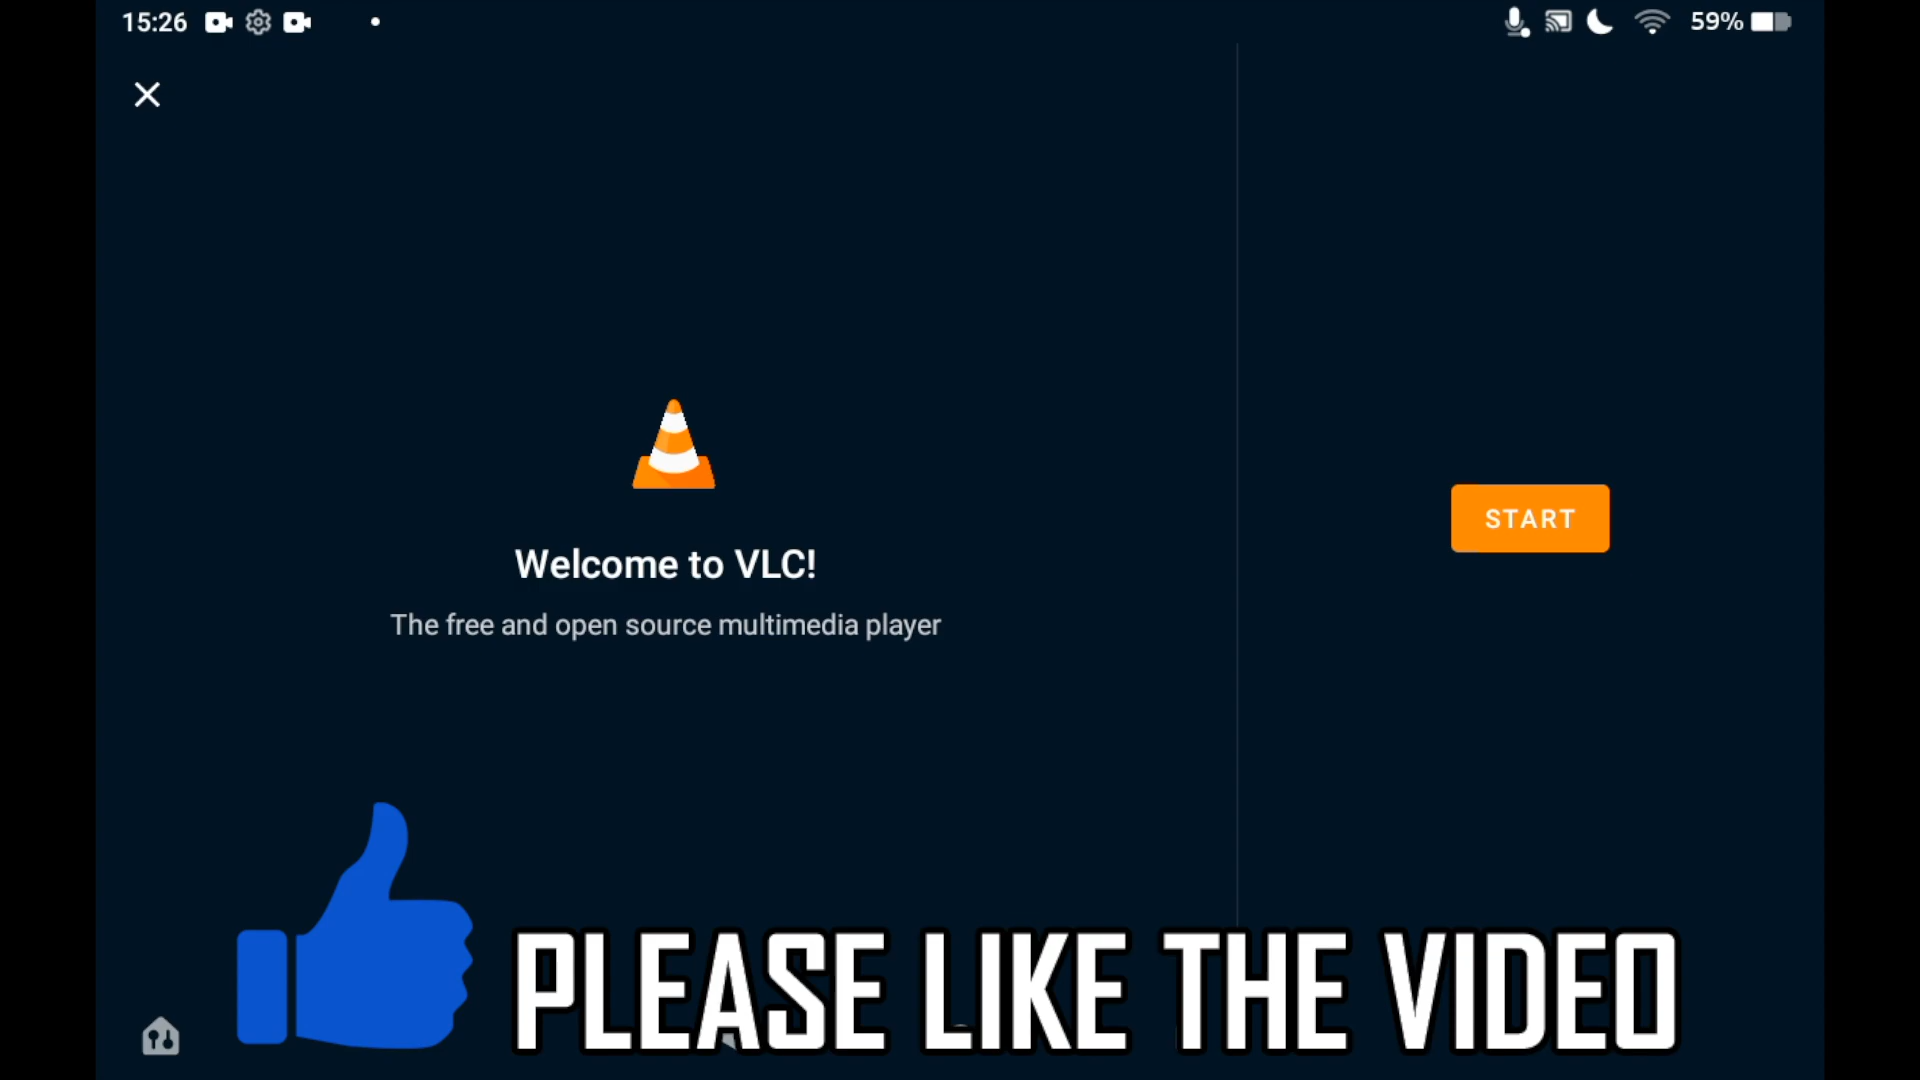 15:26
59%
Welcome to VLC!
The free and open source multimedia player
START
PLEASE LIKE THE VIDEO